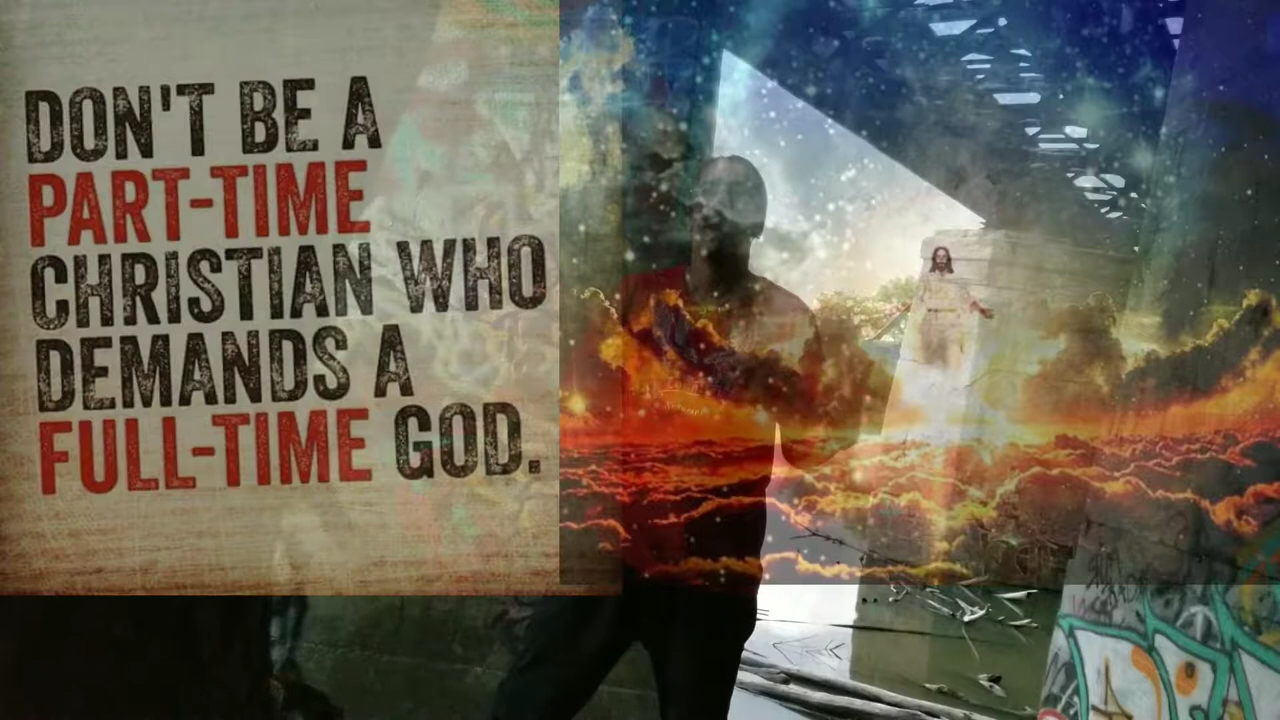 DON'T BE A
PART-TIME
CHRISTIAN WHO
DEMANDS A
FULL-TIME GOD.